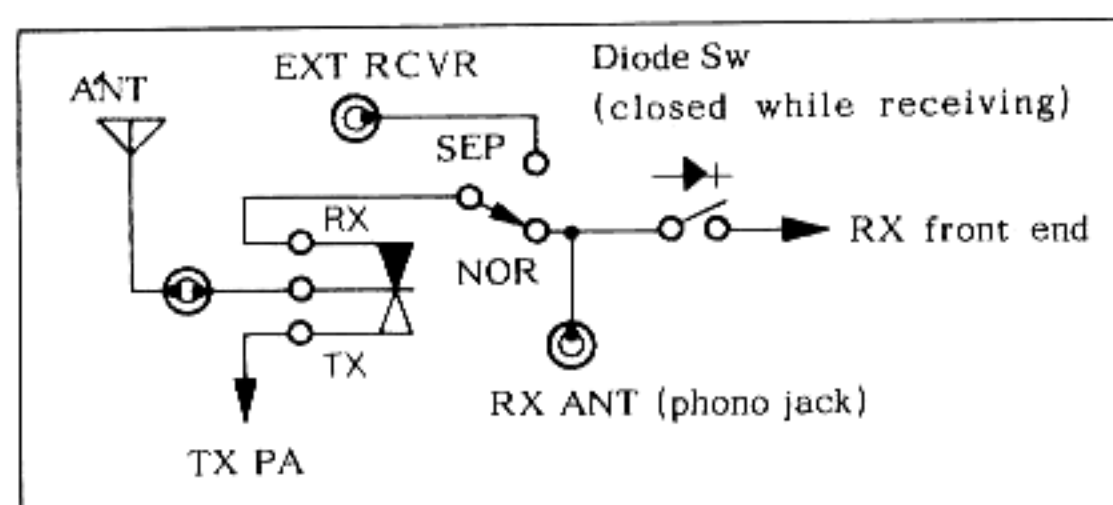 EXT RCVR
Diode Sw
(closed while receiving)
ANT
SEP
RX
RX front end
NOR
TX
RX ANT (phono jack)
TX PA